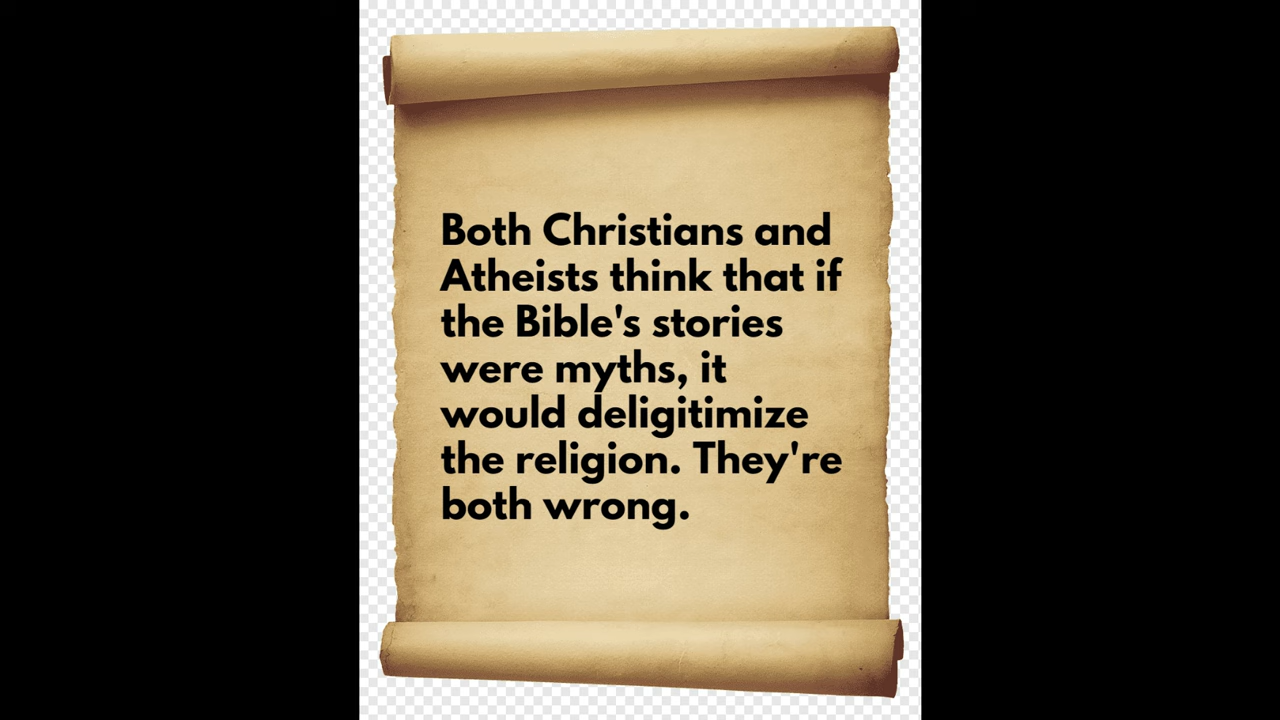 Both Christians and
Atheists think that if
the Bible's stories
were myths, it
would deligitimize
the religion. They're
both wrong.